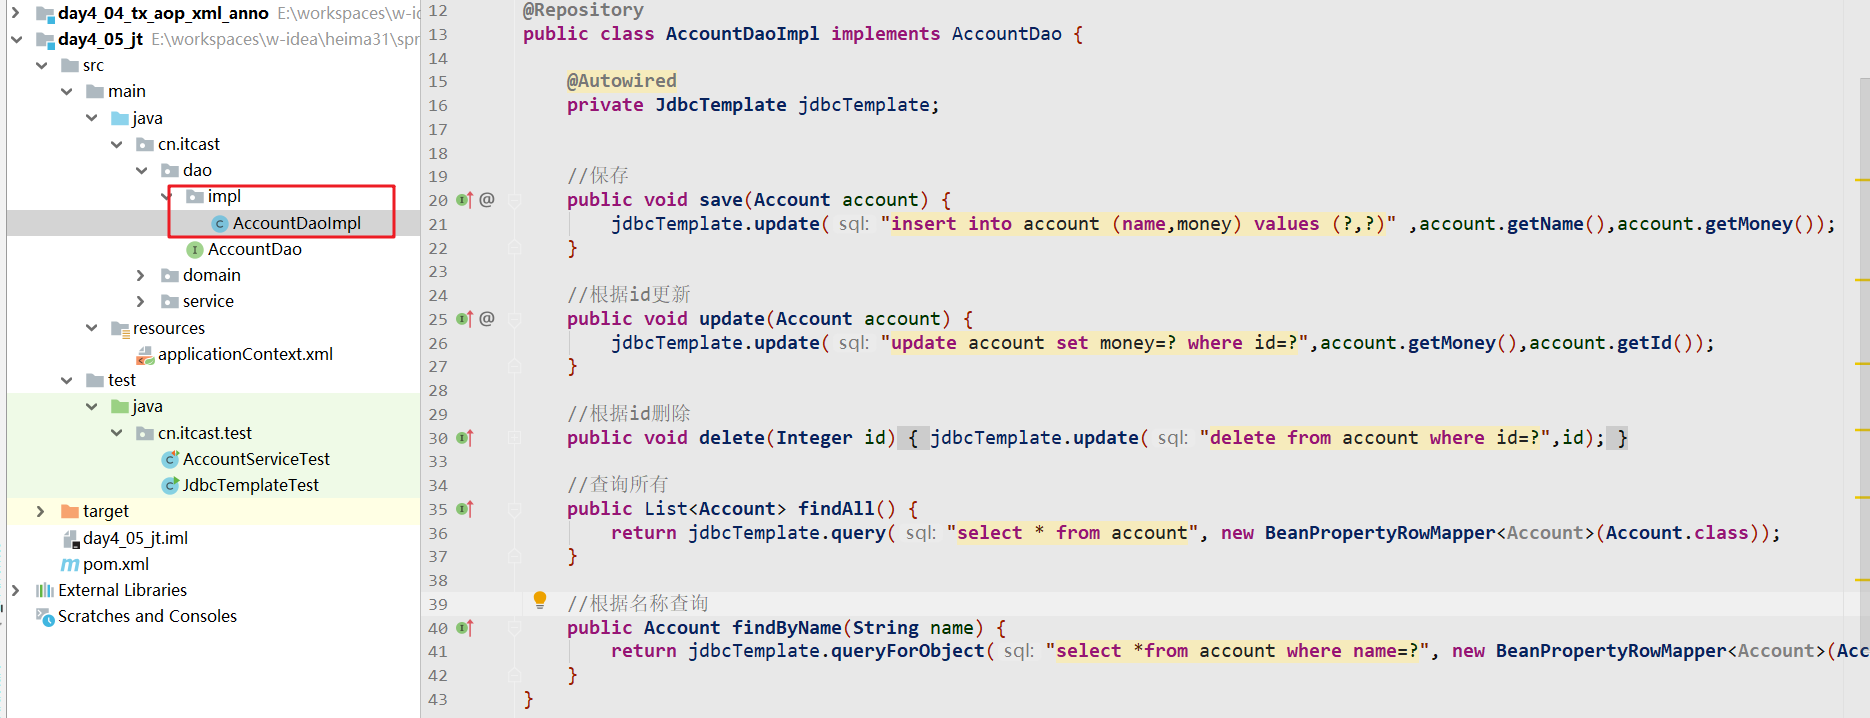 day4_04_tx_aop_xml_anno E:\workspaces\w-ic
day4_05_jt E:\workspaces\w-idea\heima31\spr
src
main
java
cn.itcast
dao
impl
AccountDaoImpl
AccountDao
domain
service
resources
applicationContext.xml
test
java
cn.itcast.test
AccountServiceTest
JdbcTemplateTest
target
day4_05_jt.iml
pom.xml
External Libraries
Scratches and Consoles
12 @Repository
13 public class AccountDaoImpl implements AccountDao {
14
15 @Autowired
16 private JdbcTemplate jdbcTemplate;
17
18
19 //保存
20 public void save(Account account) {
21 jdbcTemplate.update( sql: "insert into account (name,money) values (?,?)" ,account.getName(),account.getMoney());
22 }
23
24 //根据id更新
25 public void update(Account account) {
26 jdbcTemplate.update( sql: "update account set money=? where id=?",account.getMoney(),account.getId());
27 }
28
29 //根据id删除
30 public void delete(Integer id) { jdbcTemplate.update( sql: "delete from account where id=?",id); }
33
34 //查询所有
35 public List<Account> findAll() {
36 return jdbcTemplate.query( sql: "select * from account", new BeanPropertyRowMapper<Account>(Account.class));
37 }
38
39 //根据名称查询
40 public Account findByName(String name) {
41 return jdbcTemplate.queryForObject( sql: "select *from account where name=?", new BeanPropertyRowMapper<Account>(Acc
42 }
43 }